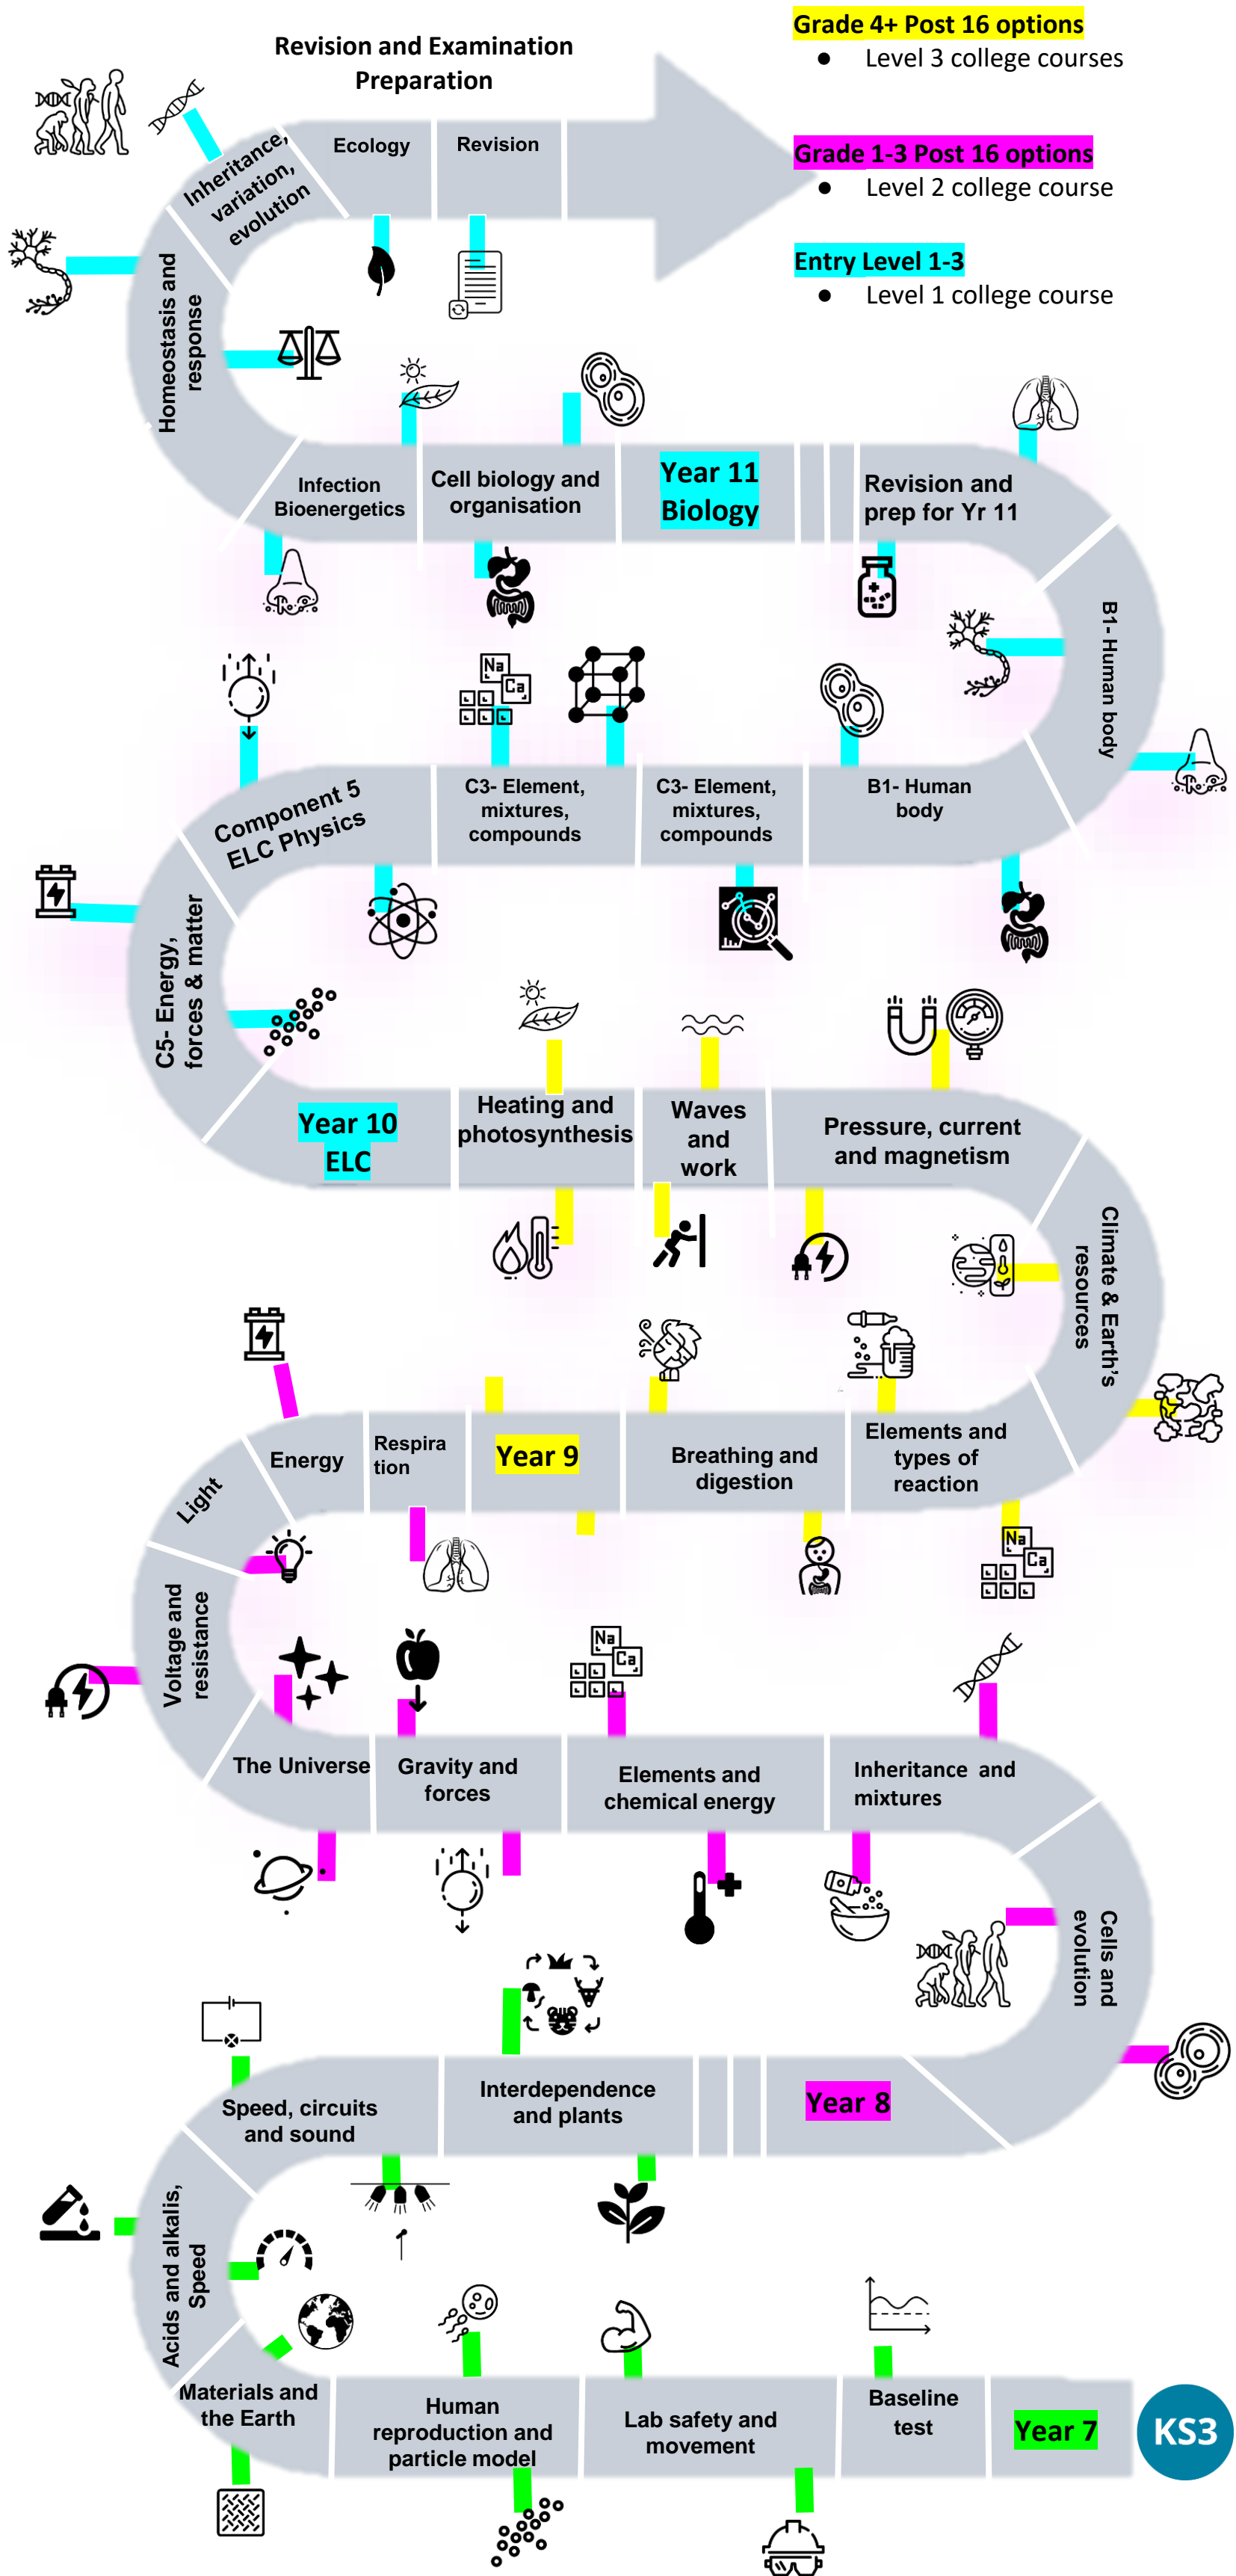 Revision and Examination
Preparation
Grade 4+ Post 16 options
● Level 3 college courses
Grade 1-3 Post 16 options
● Level 2 college course
Entry Level 1-3
● Level 1 college course
Inheritance,
variation,
evolution
Ecology
Revision
Homeostasis and
response
Infection
Bioenergetics
Cell biology and
organisation
Year 11
Biology
Revision and
prep for Yr 11
B1- Human body
Na
Ca
Component 5
ELC Physics
C3- Element,
mixtures,
compounds
C3- Element,
mixtures,
compounds
B1- Human
body
C5- Energy,
forces & matter
Year 10
ELC
Heating and
photosynthesis
Waves
and
work
Pressure, current
and magnetism
Climate & Earth's
resources
Light
Energy
Respira
tion
Year 9
Breathing and
digestion
Elements and
types of
reaction
Na
Ca
Voltage and
resistance
Na
Ca
The Universe
Gravity and
forces
Elements and
chemical energy
Inheritance and
mixtures
Cells and
evolution
Speed, circuits
and sound
Interdependence
and plants
Year 8
Acids and alkalis,
Speed
Materials and
the Earth
Human
reproduction and
particle model
Lab safety and
movement
Baseline
test
Year 7
KS3